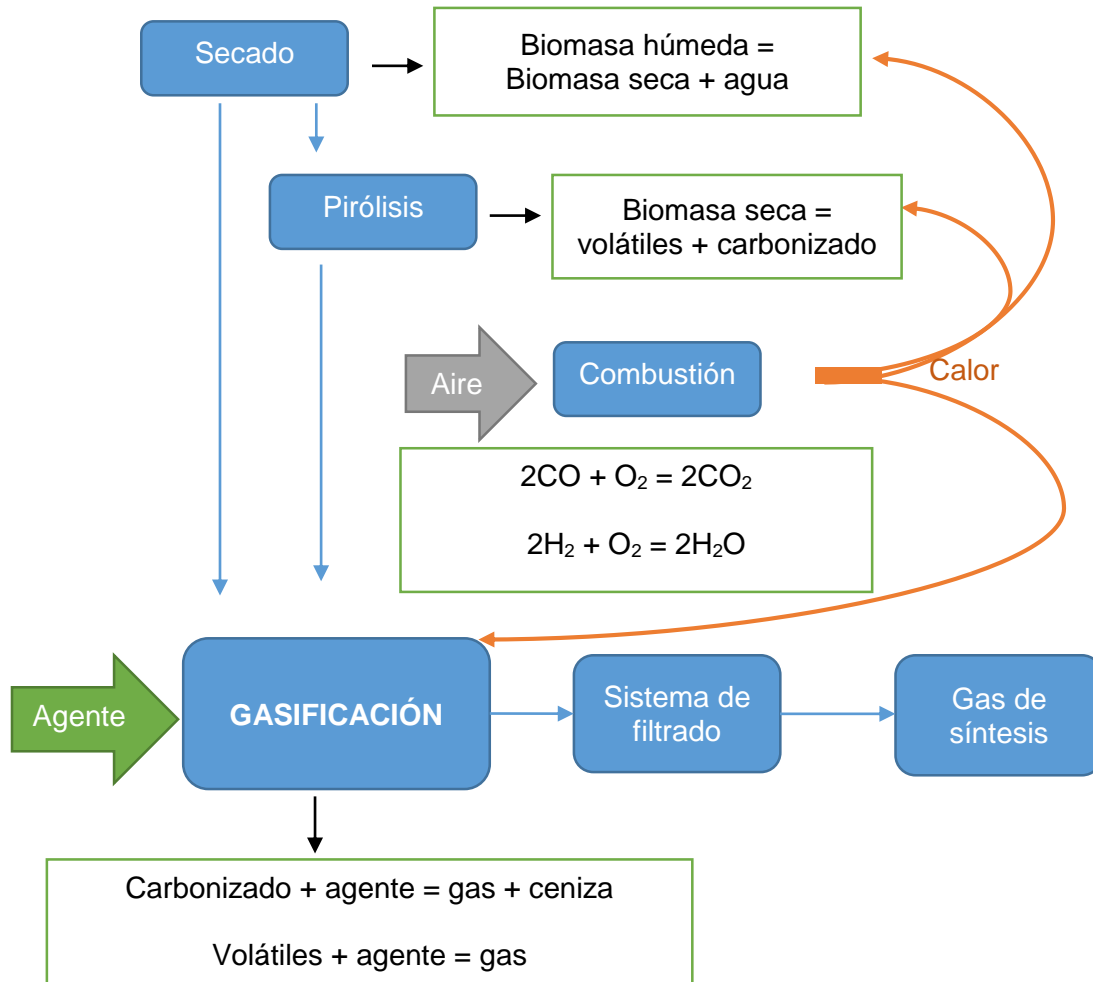 Secado
Biomasa húmeda =
Biomasa seca + agua
Pirólisis
Biomasa seca =
volátiles + carbonizado
Aire
Combustión
Calor
2CO + O₂ = 2CO₂
2H₂ + O₂ = 2H₂O
Agente
GASIFICACIÓN
Sistema de
filtrado
Gas de
síntesis
Carbonizado + agente = gas + ceniza
Volátiles + agente = gas